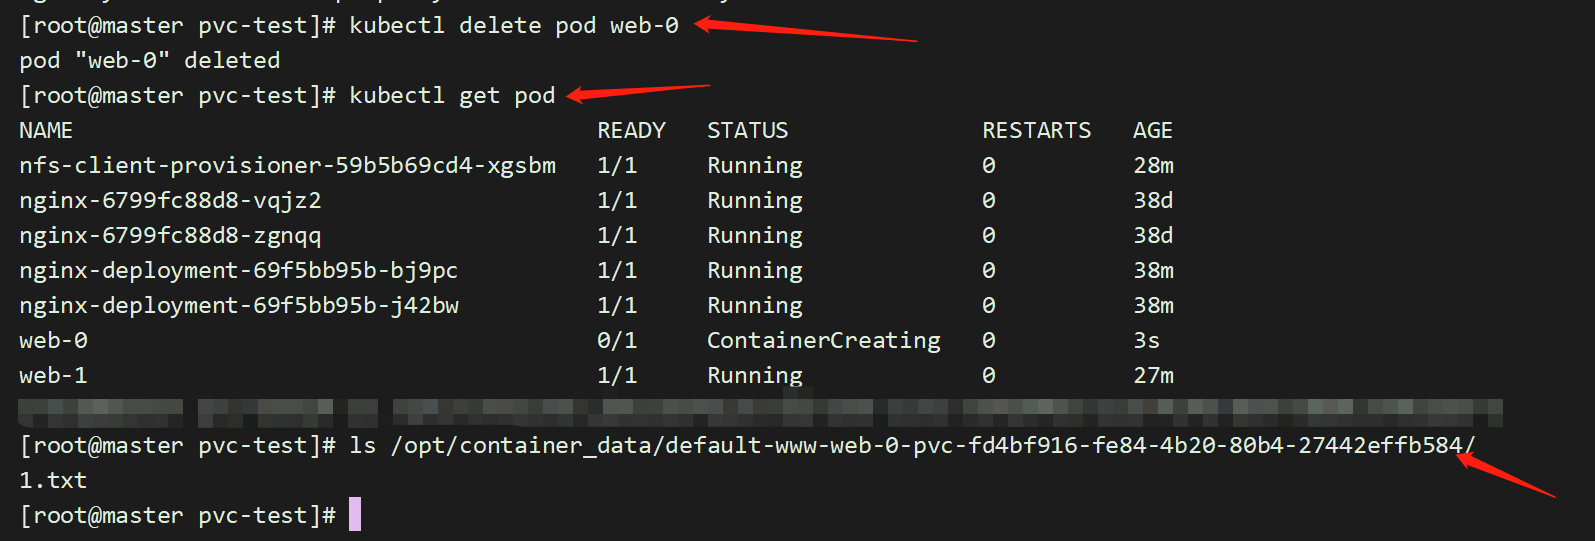 [root@master pvc-test]# kubectl delete pod web-0
pod "web-0" deleted
[root@master pvc-test]# kubectl get pod
NAME READY STATUS RESTARTS AGE
nfs-client-provisioner-59b5b69cd4-xgsbm 1/1 Running 0 28m
nginx-6799fc88d8-vqjz2 1/1 Running 0 38d
nginx-6799fc88d8-zgnqq 1/1 Running 0 38d
nginx-deployment-69f5bb95b-bj9pc 1/1 Running 0 38m
nginx-deployment-69f5bb95b-j42bw 1/1 Running 0 38m
web-0 0/1 ContainerCreating 0 3s
web-1 1/1 Running 0 27m
[root@master pvc-test]# ls /opt/container_data/default-www-web-0-pvc-fd4bf916-fe84-4b20-80b4-27442effb584/
1.txt
[root@master pvc-test]#